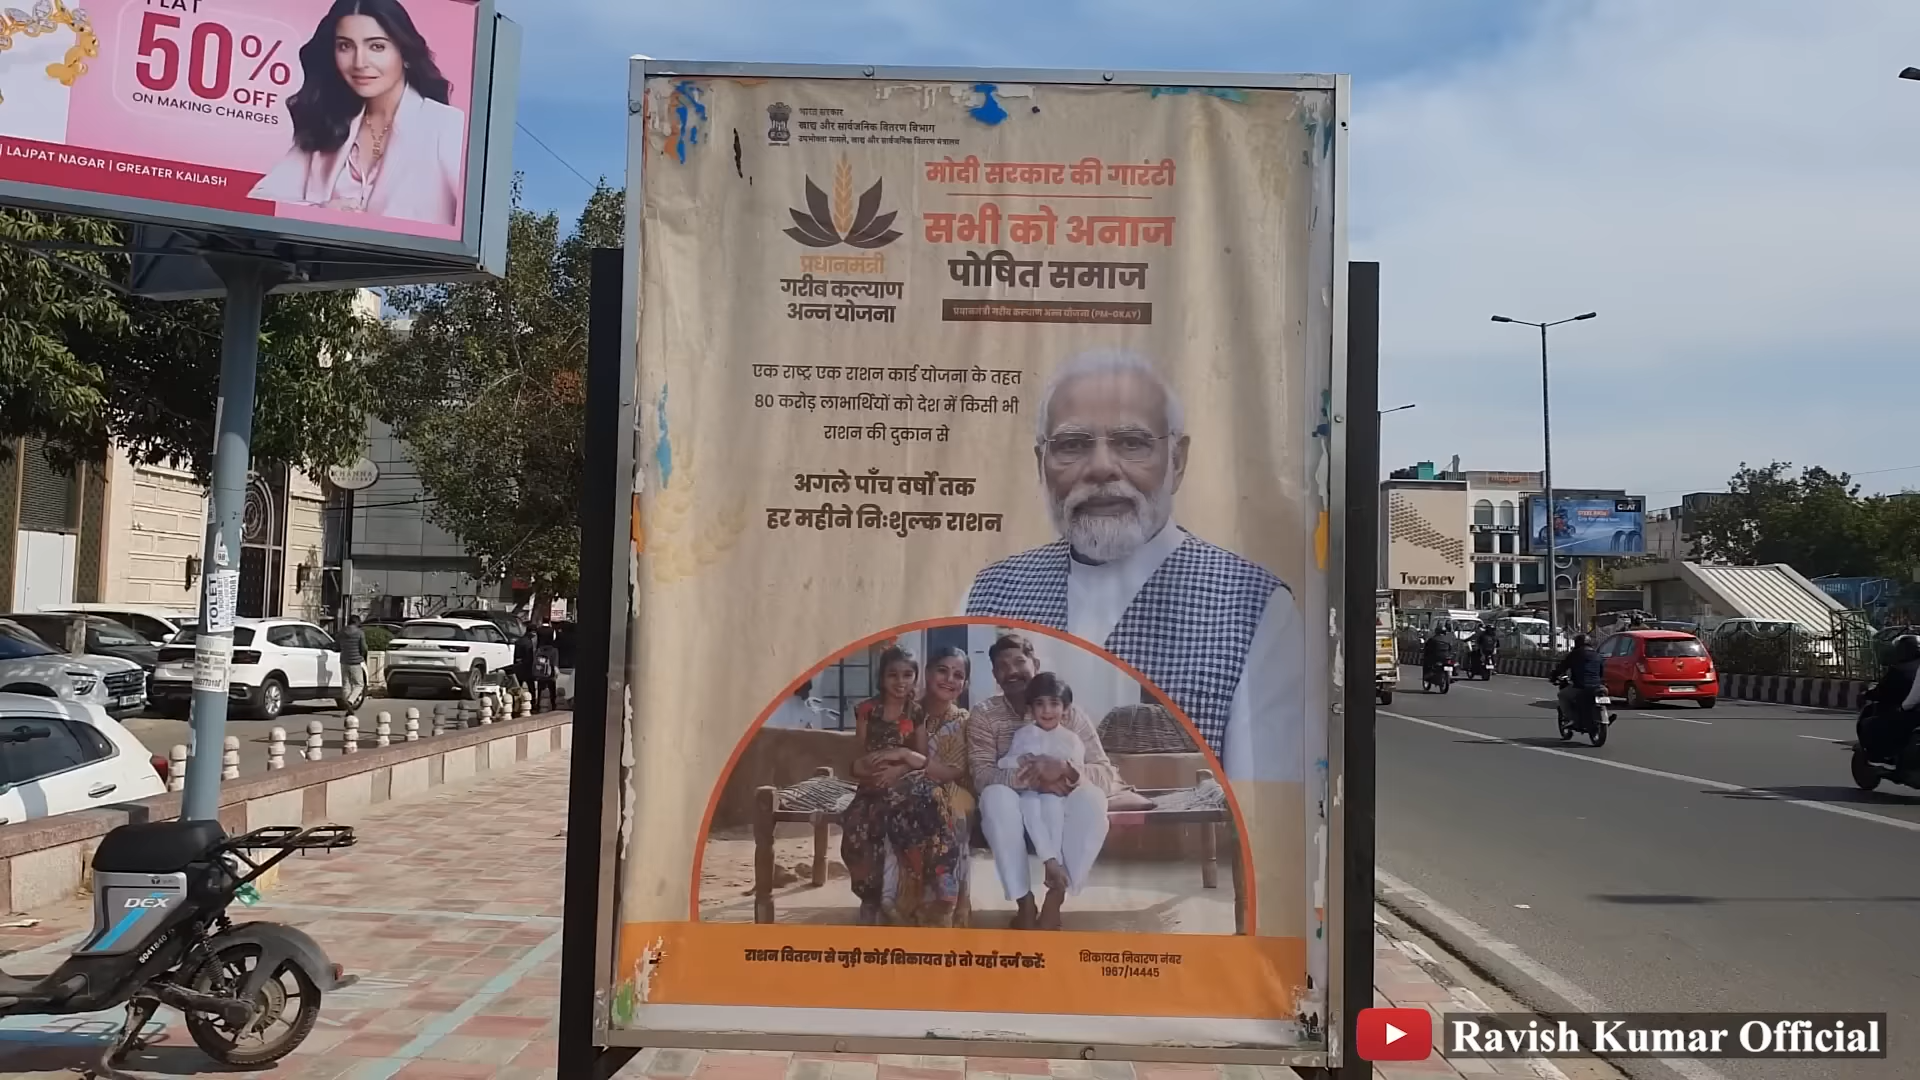 FLAT
50%
OFF
ON MAKING CHARGES
| LAJPAT NAGAR | GREATER KAILASH
भारत सरकार
खाद्य और सार्वजनिक वितरण विभाग
उपभोक्ता मामले, खाद्य और सार्वजनिक वितरण मंत्रालय
मोदी सरकार की गारंटी
सभी को अनाज
पोषित समाज
प्रधानमंत्री गरीब कल्याण अन्न योजना (PM-GKAY)
प्रधानमंत्री
गरीब कल्याण
अन्न योजना
एक राष्ट्र एक राशन कार्ड योजना के तहत
80 करोड़ लाभार्थियों को देश में किसी भी
राशन की दुकान से
अगले पाँच वर्षों तक
हर महीने निःशुल्क राशन
राशन वितरण से जुड़ी कोई शिकायत हो तो यहाँ दर्ज करें:
शिकायत निवारण नंबर
1967/14445
KHANNA
TOLET
DEX
Twamev
CEAT
Ravish Kumar Official